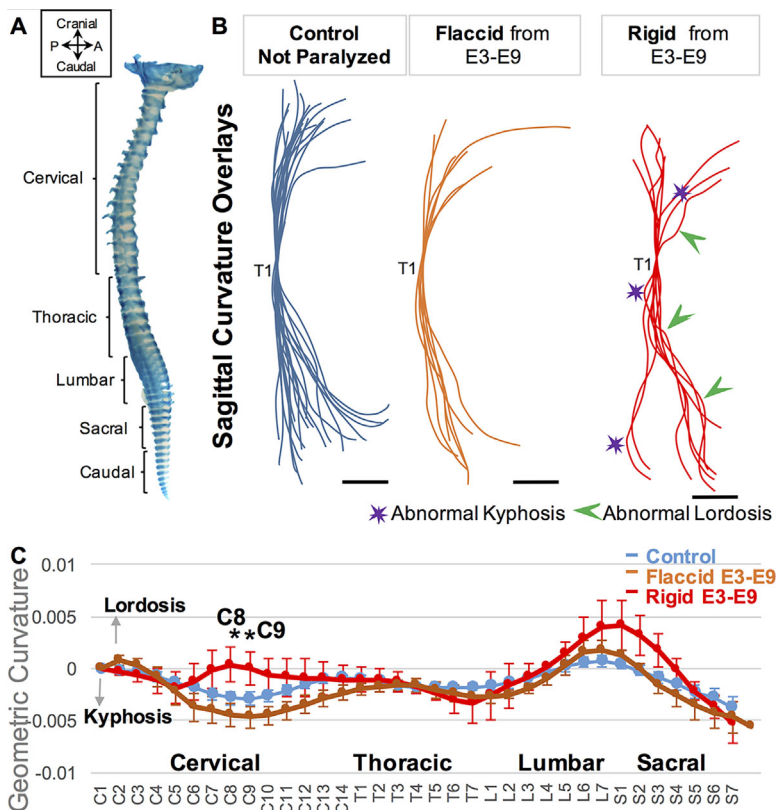 A
Cranial
P A
Caudal
Cervical
Thoracic
Lumbar
Sacral
Caudal
B
Control
Not Paralyzed
Flaccid from
E3-E9
Rigid from
E3-E9
Sagittal Curvature Overlays
T1
T1
T1
Abnormal Kyphosis
Abnormal Lordosis
C
Geometric Curvature
0.01
0.005
0
-0.005
-0.01
Lordosis
Kyphosis
C8
**C9
Control
Flaccid E3-E9
Rigid E3-E9
Cervical Thoracic Lumbar Sacral
C1 C2 C3 C4 C5 C6 C7 C8 C9 C10 C11 C12 C13 C14 T1 T2 T3 T4 T5 T6 T7 L1 L2 L3 L4 L5 L6 L7 S1 S2 S3 S4 S5 S6 S7